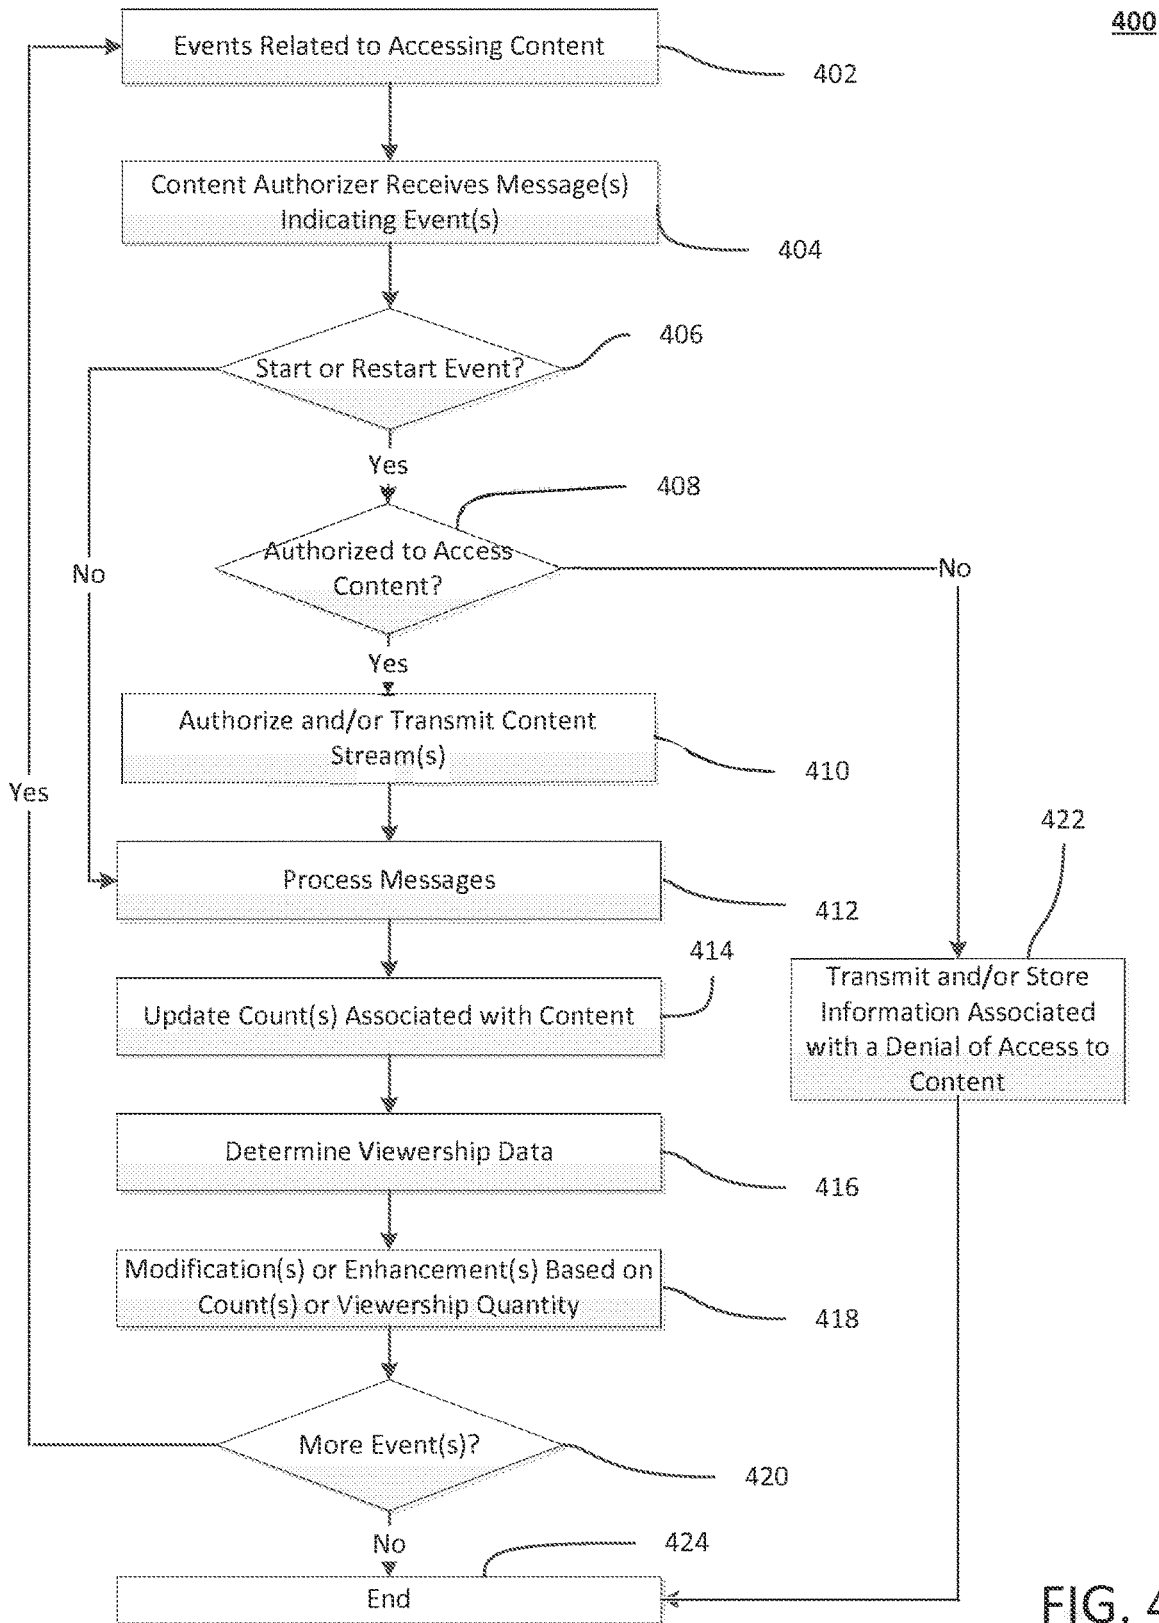 400
Events Related to Accessing Content
402
Content Authorizer Receives Message(s)
Indicating Event(s)
404
406
Start or Restart Event?
Yes
408
Authorized to Access
Content?
No
No
Yes
Authorize and/or Transmit Content
Stream(s)
410
Yes
422
Process Messages
412
414
Update Count(s) Associated with Content
Transmit and/or Store
Information Associated
with a Denial of Access to
Content
Determine Viewership Data
416
Modification(s) or Enhancement(s) Based on
Count(s) or Viewership Quantity
418
More Event(s)?
420
No
424
End
FIG. 4